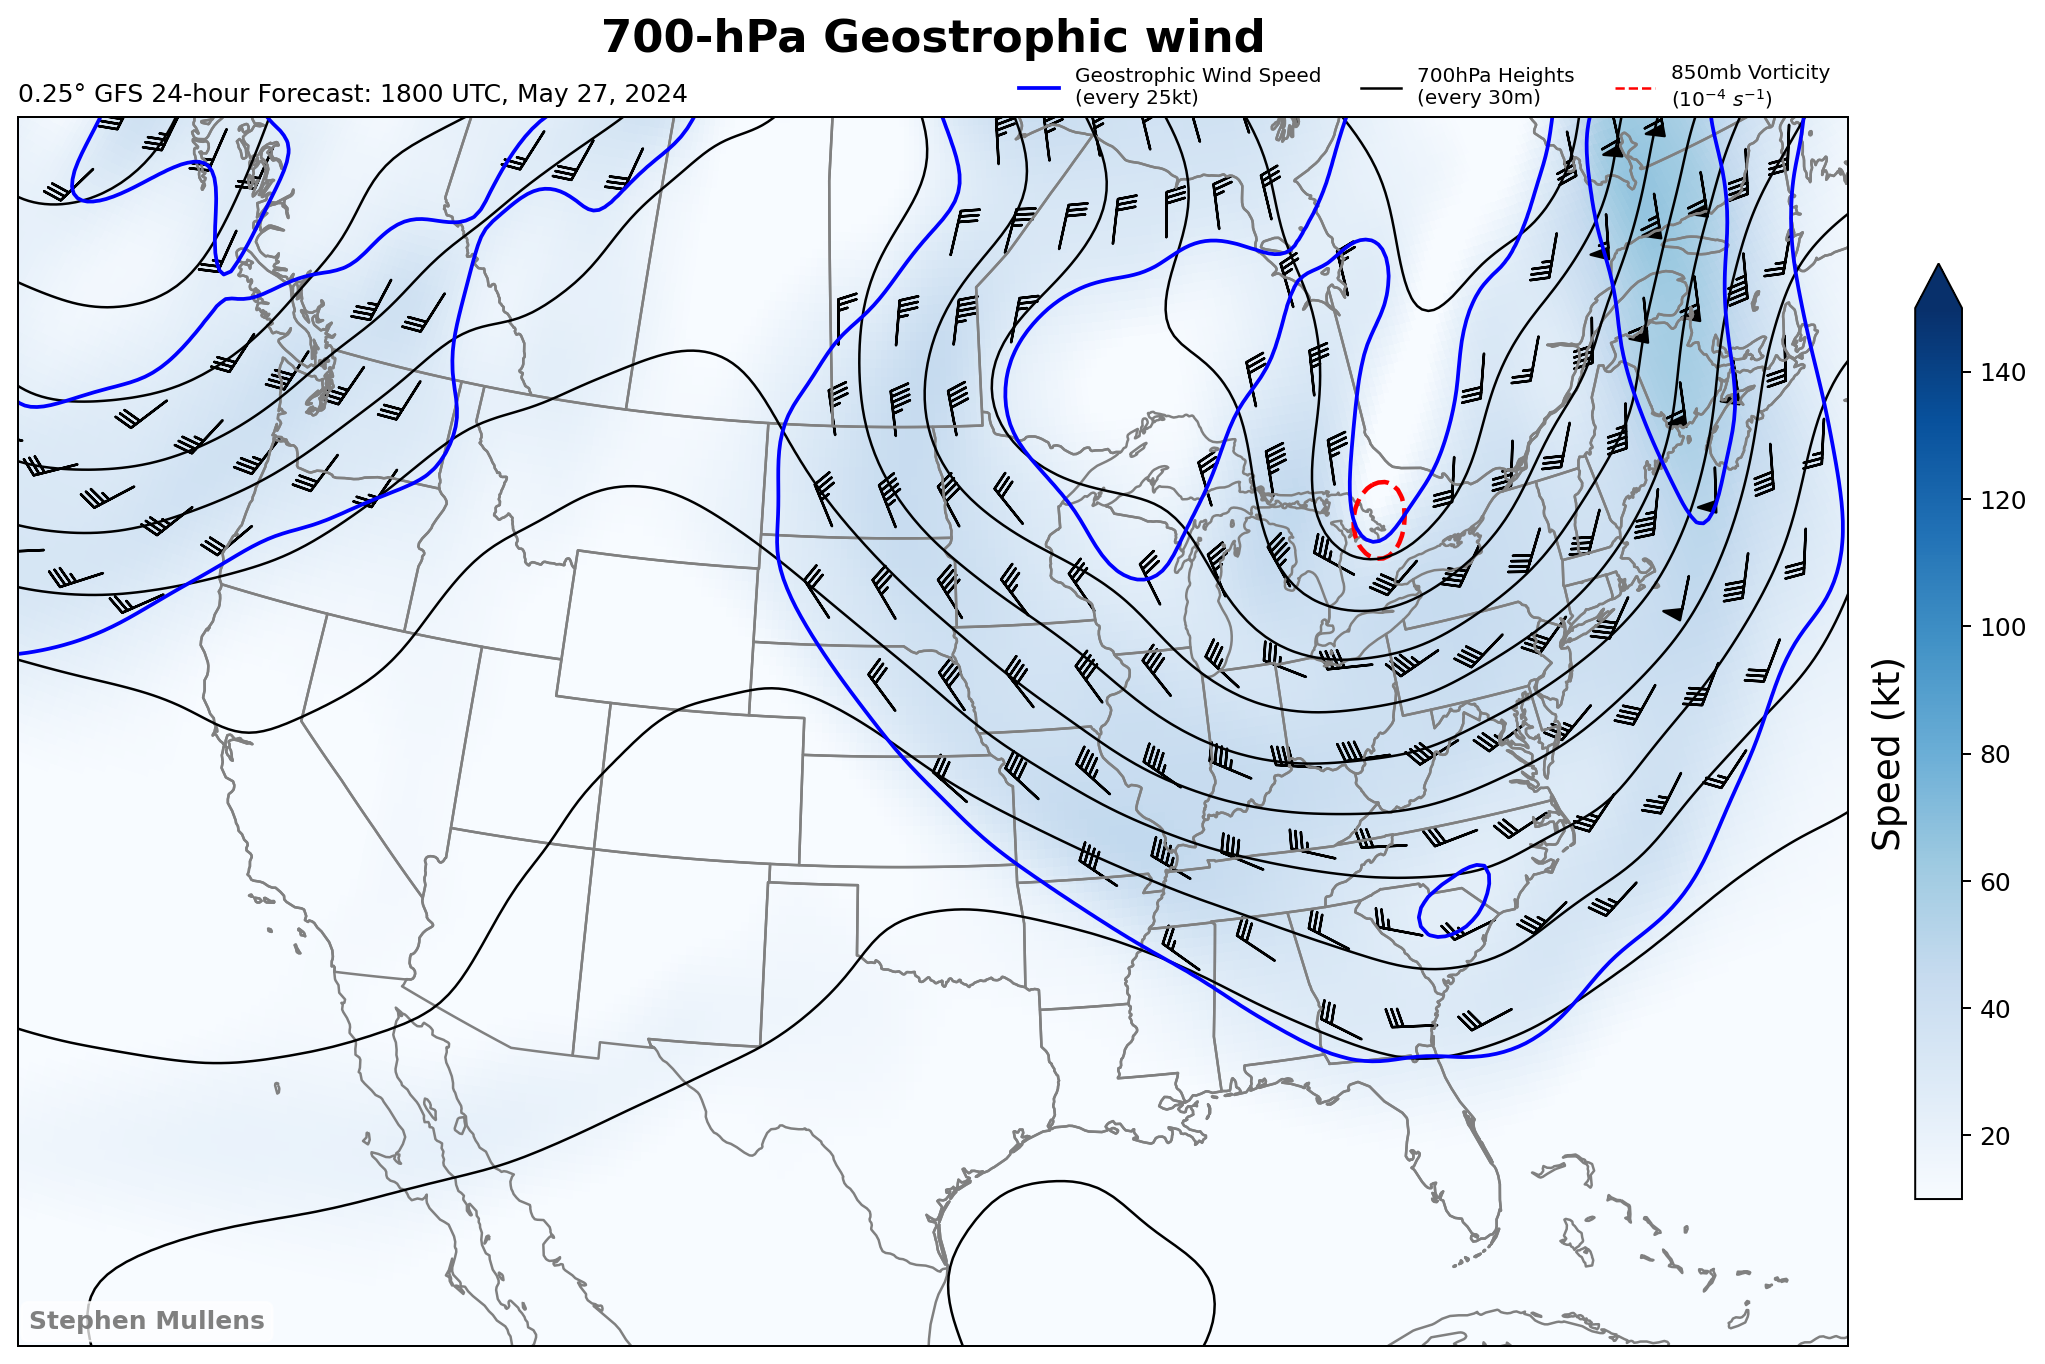 700-hPa Geostrophic wind
0.25° GFS 24-hour Forecast: 1800 UTC, May 27, 2024
Geostrophic Wind Speed
(every 25kt)
700hPa Heights
(every 30m)
850mb Vorticity
(10⁻⁴ s⁻¹)
140
120
100
80
60
40
20
Speed (kt)
Stephen Mullens